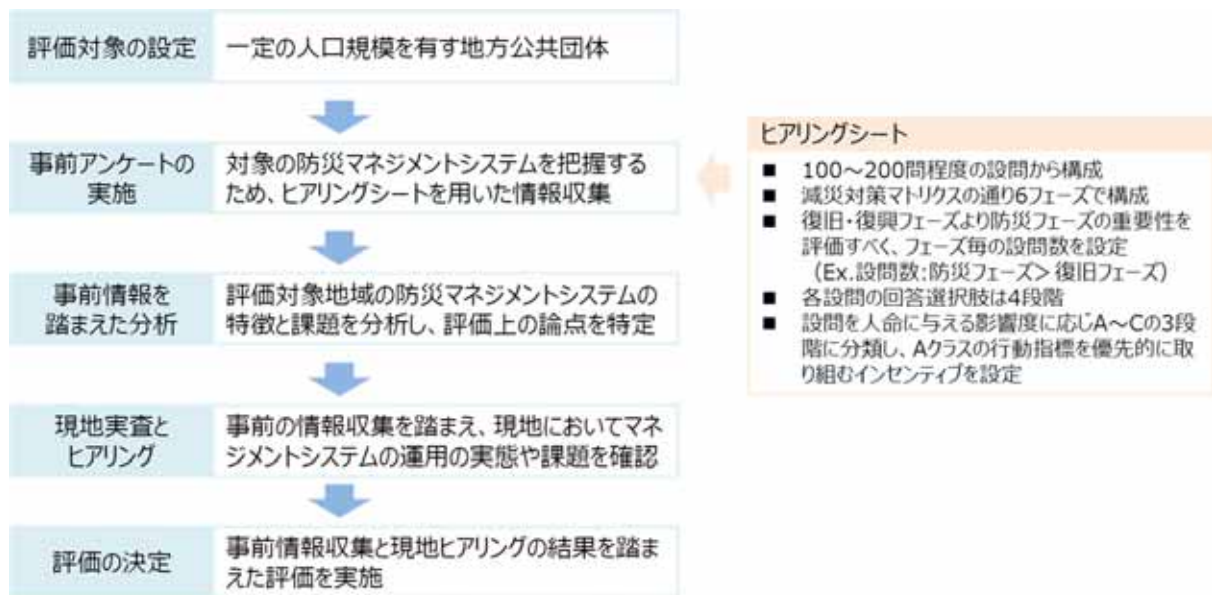 評価対象の設定
一定の人口規模を有す地方公共団体
事前アンケートの
実施
対象の防災マネジメントシステムを把握する
ため、ヒアリングシートを用いた情報収集
事前情報を
踏まえた分析
評価対象地域の防災マネジメントシステムの
特徴と課題を分析し、評価上の論点を特定
現地実査と
ヒアリング
事前の情報収集を踏まえ、現地においてマネ
ジメントシステムの運用の実態や課題を確認
評価の決定
事前情報収集と現地ヒアリングの結果を踏ま
えた評価を実施
ヒアリングシート
■ 100～200問程度の設問から構成
■ 減災対策マトリクスの通り6フェーズで構成
■ 復旧・復興フェーズより防災フェーズの重要性を
評価すべく、フェーズ毎の設問数を設定
（Ex.設問数:防災フェーズ＞復旧フェーズ）
■ 各設問の回答選択肢は4段階
■ 設問を人命に与える影響度に応じA～Cの3段
階に分類し、Aクラスの行動指標を優先的に取
り組むインセンティブを設定